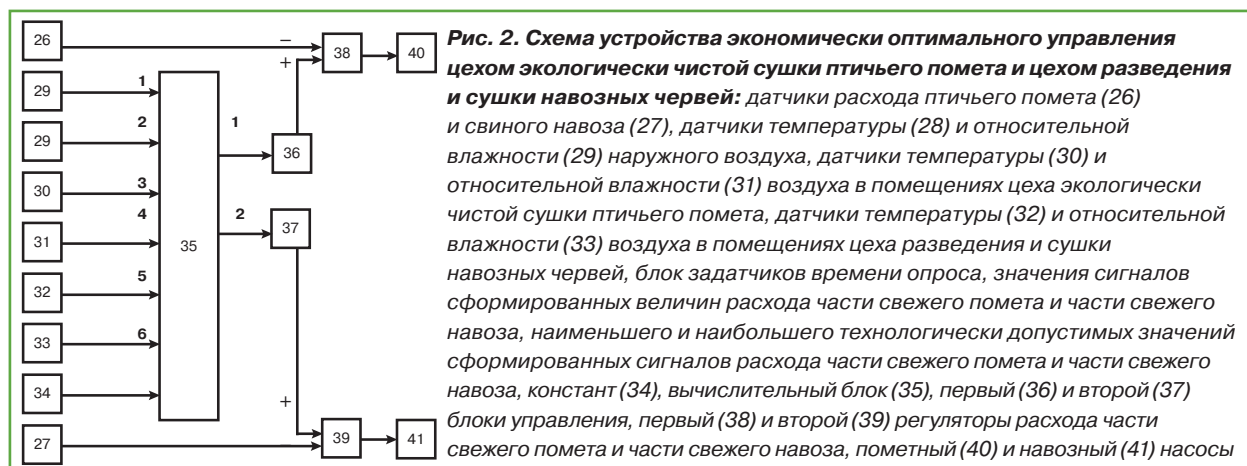 26
29
29
30
31
32
33
34
27
1
2
3
4
5
6
35
1
2
36
37
−
+
38
40
+
−
39
41
Рис. 2. Схема устройства экономически оптимального управления
цехом экологически чистой сушки птичьего помета и цехом разведения
и сушки навозных червей: датчики расхода птичьего помета (26)
и свиного навоза (27), датчики температуры (28) и относительной
влажности (29) наружного воздуха, датчики температуры (30) и
относительной влажности (31) воздуха в помещениях цеха экологически
чистой сушки птичьего помета, датчики температуры (32) и относительной
влажности (33) воздуха в помещениях цеха разведения и сушки
навозных червей, блок задатчиков времени опроса, значения сигналов
сформированных величин расхода части свежего помета и части свежего
навоза, наименьшего и наибольшего технологически допустимых значений
сформированных сигналов расхода части свежего помета и части свежего
навоза, констант (34), вычислительный блок (35), первый (36) и второй (37)
блоки управления, первый (38) и второй (39) регуляторы расхода части
свежего помета и части свежего навоза, пометный (40) и навозный (41) насосы